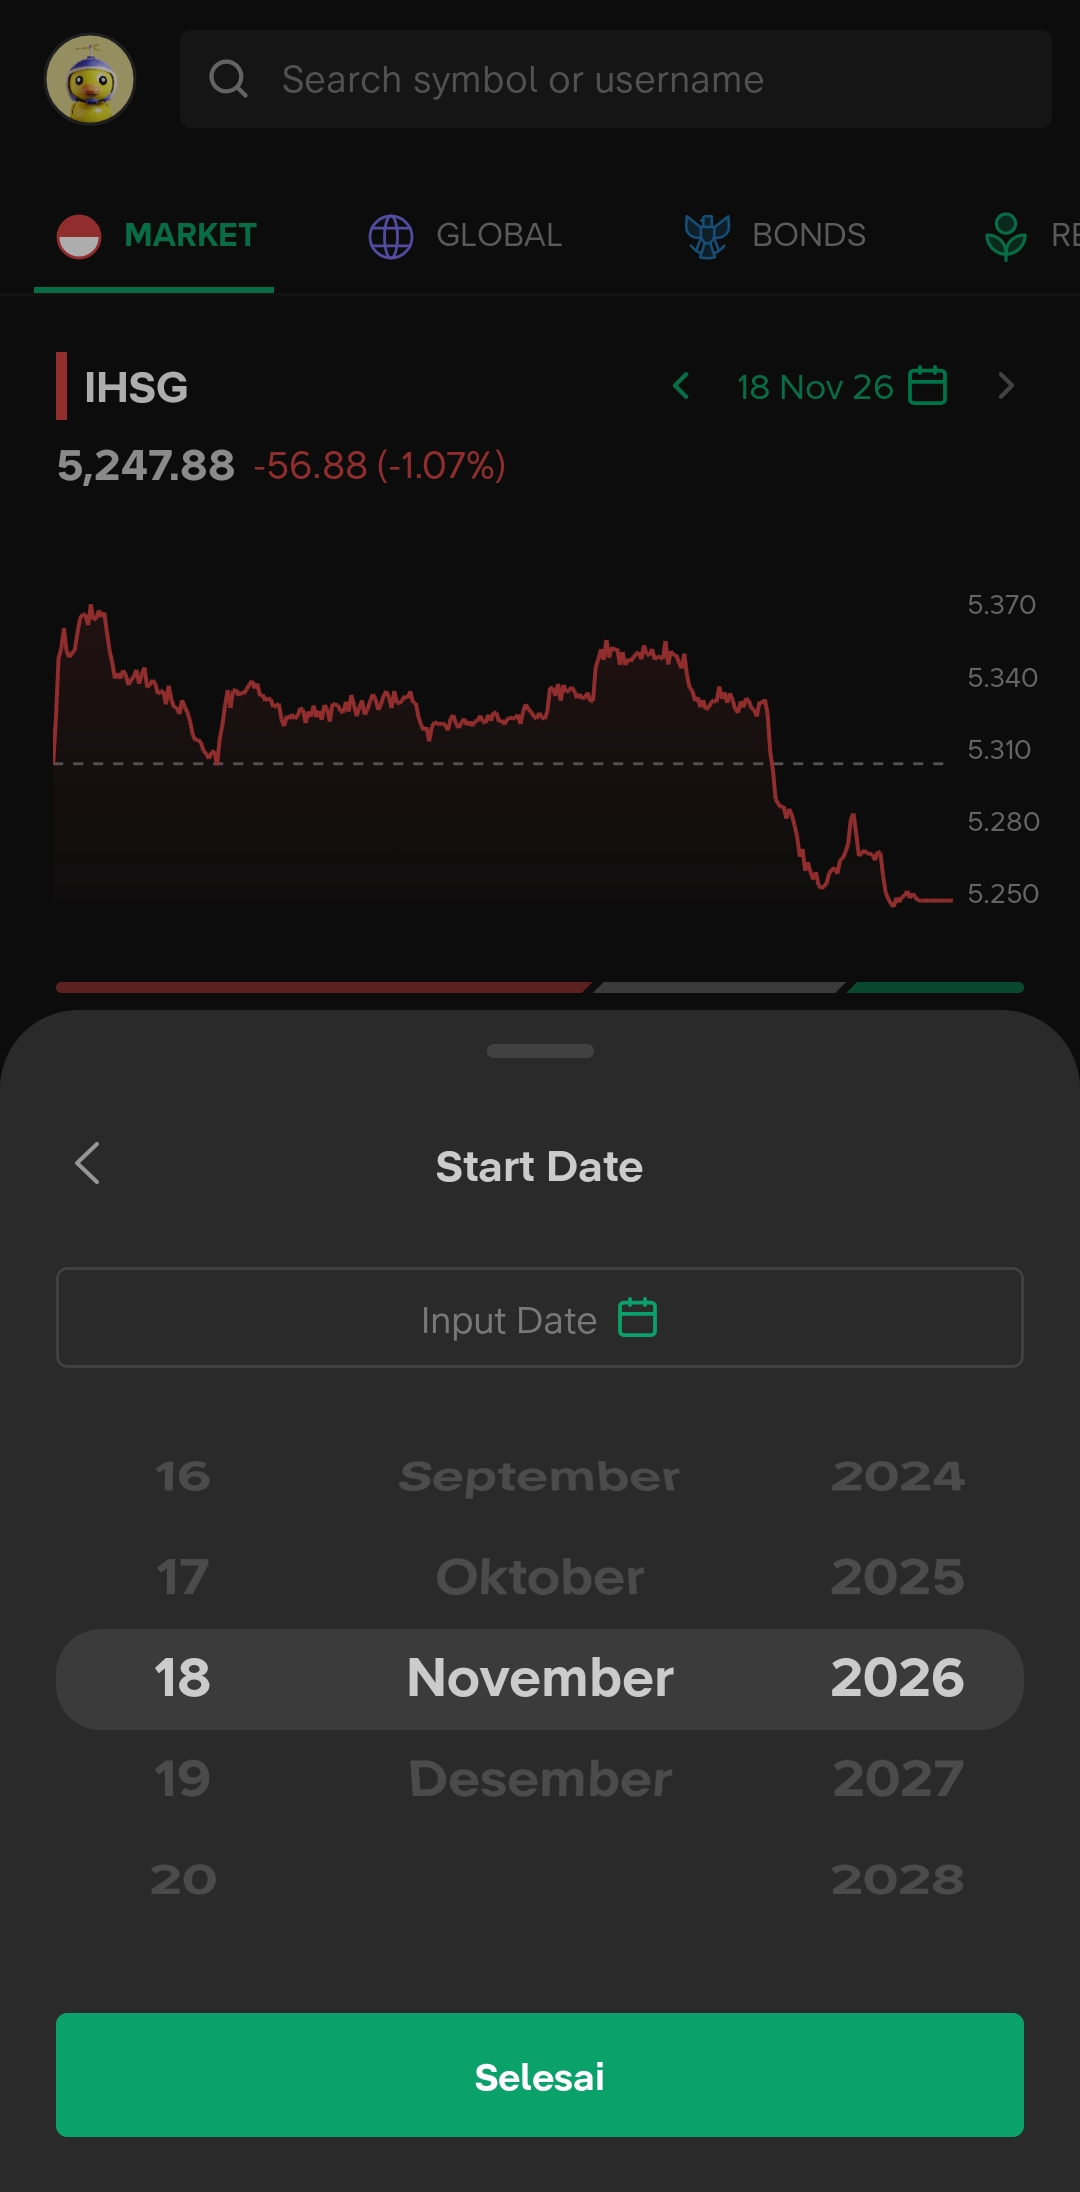 Search symbol or username
MARKET GLOBAL BONDS RE
IHSG
18 Nov 26
5,247.88 -56.88 (-1.07%)
5.370
5.340
5.310
5.280
5.250
Start Date
Input Date
16 September 2024
17 Oktober 2025
18 November 2026
19 Desember 2027
20 2028
Selesai